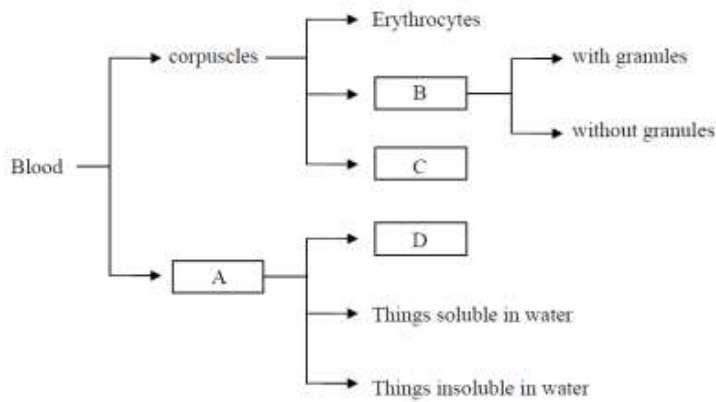 Erythrocytes
corpuscles
with granules
B
without granules
C
Blood
D
A
Things soluble in water
Things insoluble in water